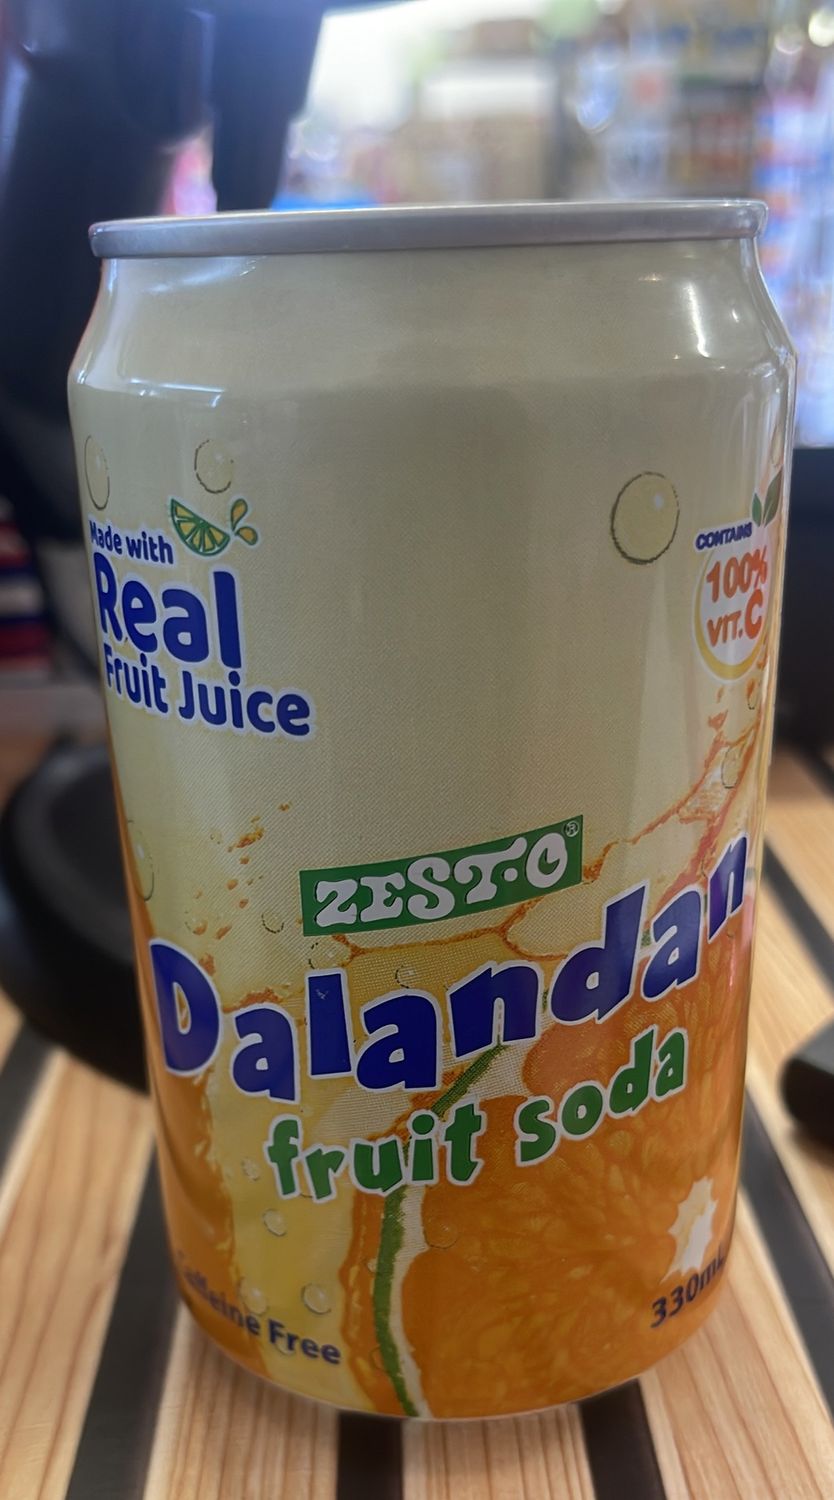 Made with
Real
Fruit Juice
CONTAINS
100%
VIT. C
ZEST-O®
Dalandan
fruit soda
Caffeine Free
330mL